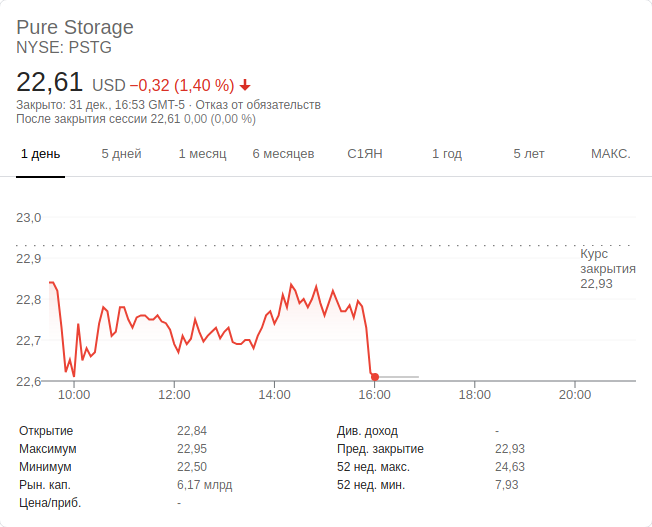 Pure Storage
NYSE: PSTG
22,61 USD −0,32 (1,40 %)
Закрыто: 31 дек., 16:53 GMT-5 · Отказ от обязательств
После закрытия сессии 22,61 0,00 (0,00 %)
1 день 5 дней 1 месяц 6 месяцев С1ЯН 1 год 5 лет МАКС.
23,0
22,9
22,8
22,7
22,6
Курс
закрытия
22,93
10:00 12:00 14:00 16:00 18:00 20:00
Открытие 22,84 Див. доход -
Максимум 22,95 Пред. закрытие 22,93
Минимум 22,50 52 нед. макс. 24,63
Рын. кап. 6,17 млрд 52 нед. мин. 7,93
Цена/приб. -